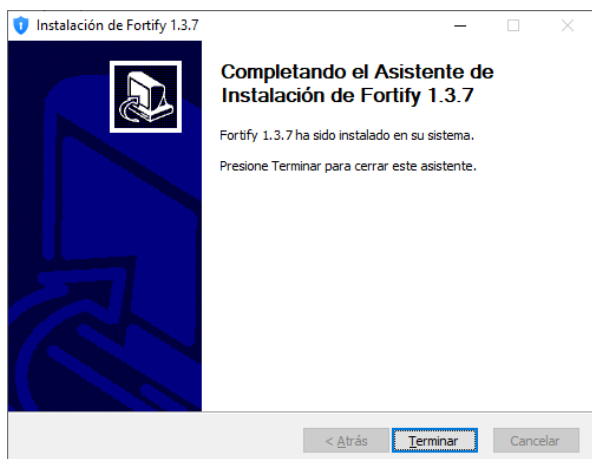 Instalación de Fortify 1.3.7
Completando el Asistente de
Instalación de Fortify 1.3.7
Fortify 1.3.7 ha sido instalado en su sistema.
Presione Terminar para cerrar este asistente.
< Atrás
Terminar
Cancelar